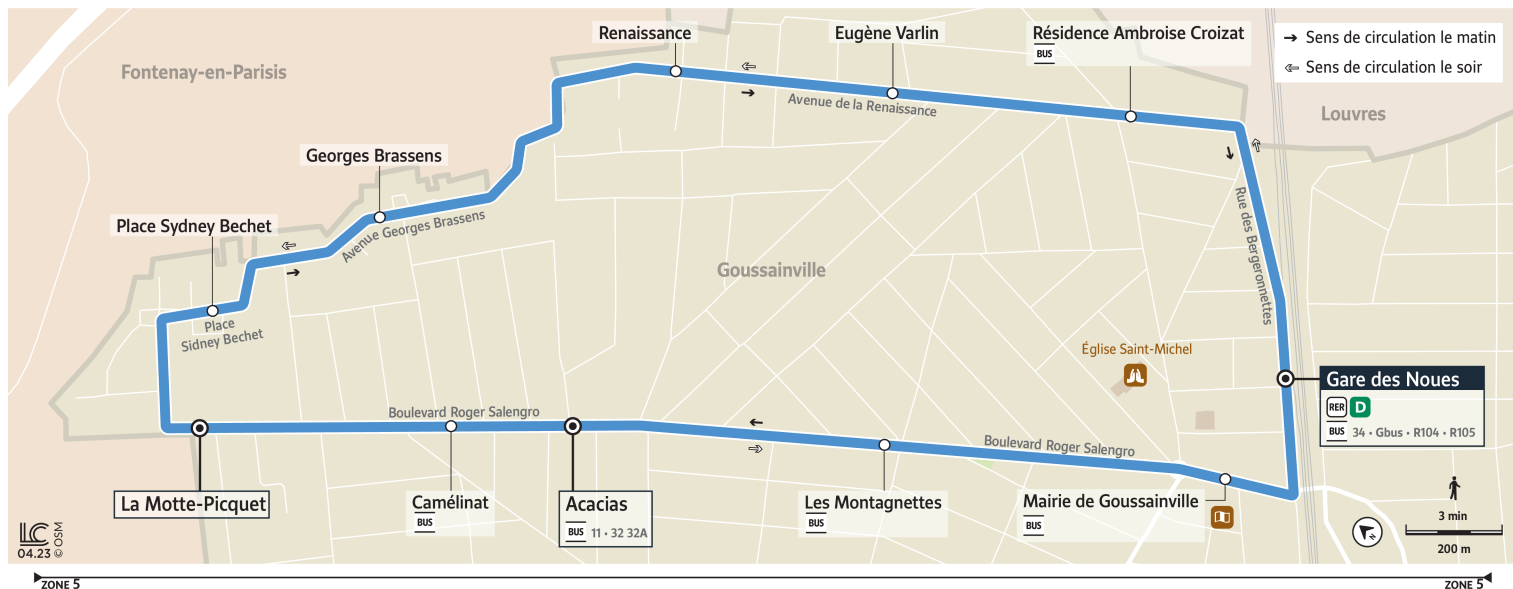 Renaissance
Eugène Varlin
Résidence Ambroise Croizat
BUS
Sens de circulation le matin
Sens de circulation le soir
Fontenay-en-Parisis
Louvres
Avenue de la Renaissance
Georges Brassens
Avenue Georges Brassens
Rue des Bergeronnettes
Place Sydney Bechet
Place
Sidney Bechet
Goussainville
Église Saint-Michel
Gare des Noues
RER D
BUS 34 • Gbus • R104 • R105
Boulevard Roger Salengro
Boulevard Roger Salengro
La Motte-Picquet
Camélinat
BUS
Acacias
BUS 11 • 32 32A
Les Montagnettes
BUS
Mairie de Goussainville
BUS
N
3 min
200 m
LC
04.23 © OSM
ZONE 5
ZONE 5